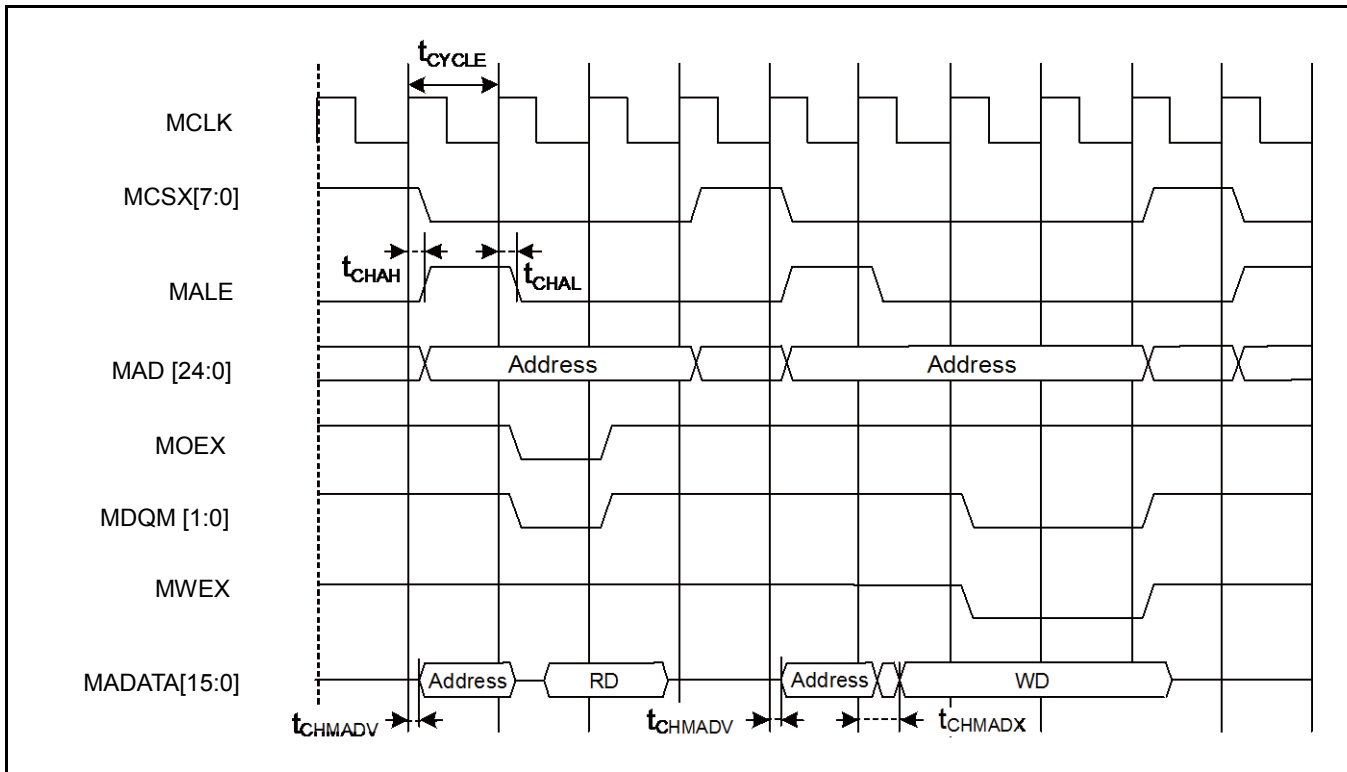 tCYCLE
MCLK
MCSX[7:0]
tCHAH
tCHAL
MALE
MAD [24:0]
Address
Address
MOEX
MDQM [1:0]
MWEX
MADATA[15:0]
Address
RD
Address
WD
tCHMADV
tCHMADV
tCHMADX